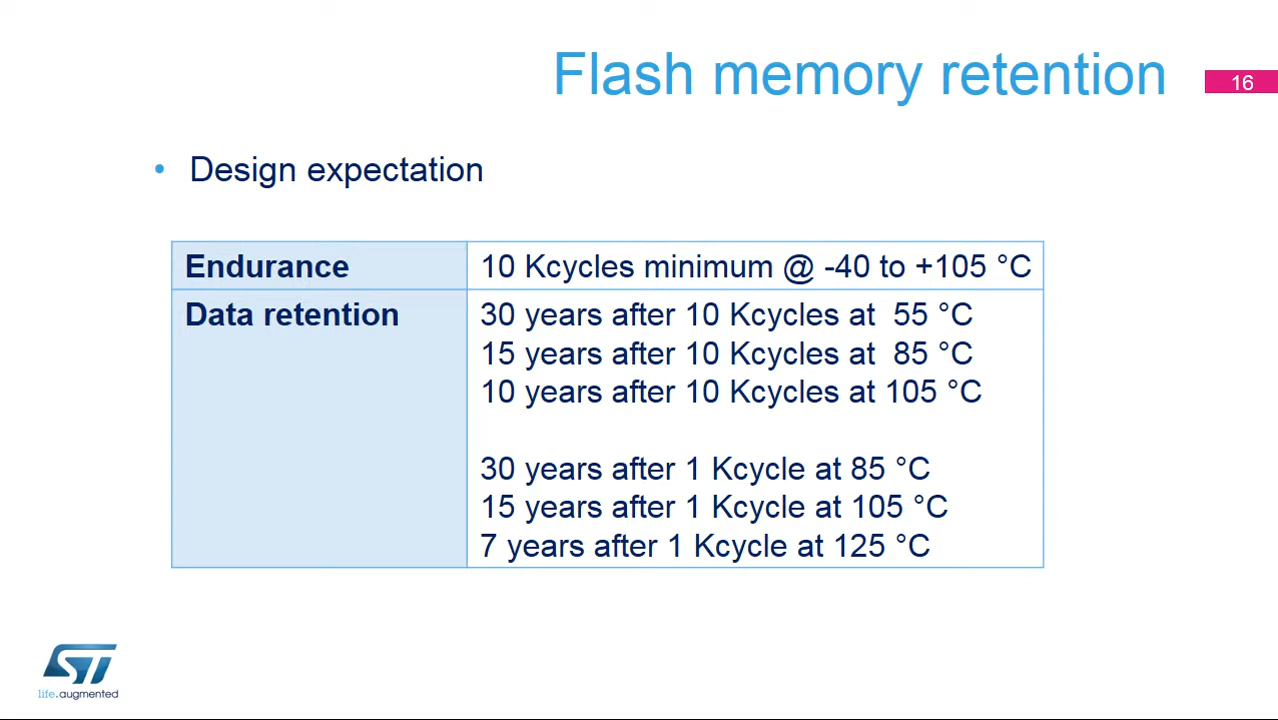 Flash memory retention
16
• Design expectation
Endurance
10 Kcycles minimum @ -40 to +105 °C
Data retention
30 years after 10 Kcycles at  55 °C
15 years after 10 Kcycles at  85 °C
10 years after 10 Kcycles at 105 °C
30 years after 1 Kcycle at 85 °C
15 years after 1 Kcycle at 105 °C
7 years after 1 Kcycle at 125 °C
ST
life.augmented